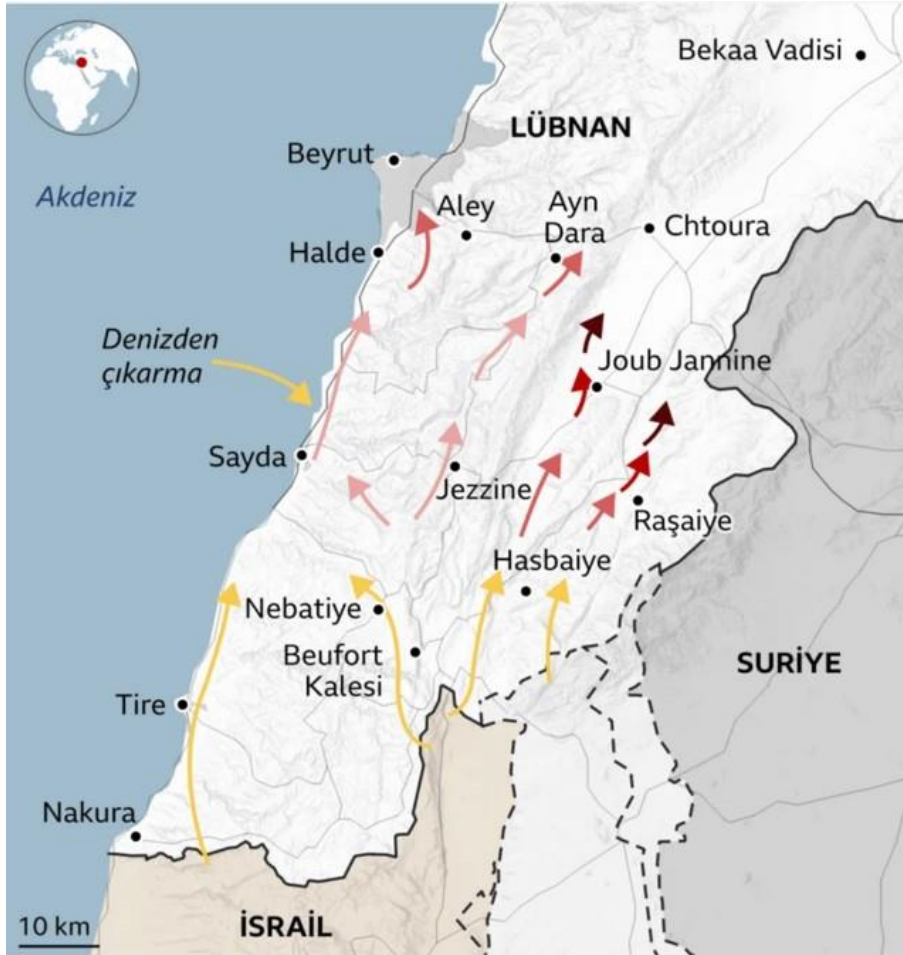 Bekaa Vadisi
LÜBNAN
Beyrut
Akdeniz
Aley
Ayn
Dara
Chtoura
Halde
Denizden
çıkarma
Joub Jannine
Sayda
Jezzine
Raşaiye
Hasbaiye
Nebatiye
Beufort
Kalesi
SURİYE
Tire
Nakura
İSRAİL
10 km